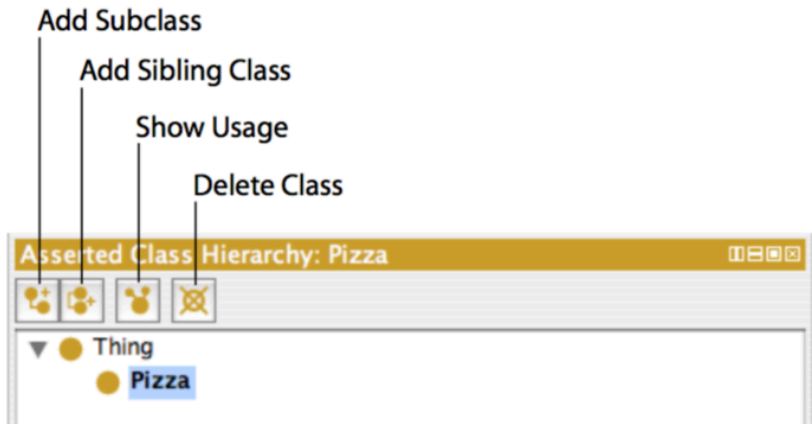 Add Subclass
Add Sibling Class
Show Usage
Delete Class
Asserted Class Hierarchy: Pizza
Thing
Pizza